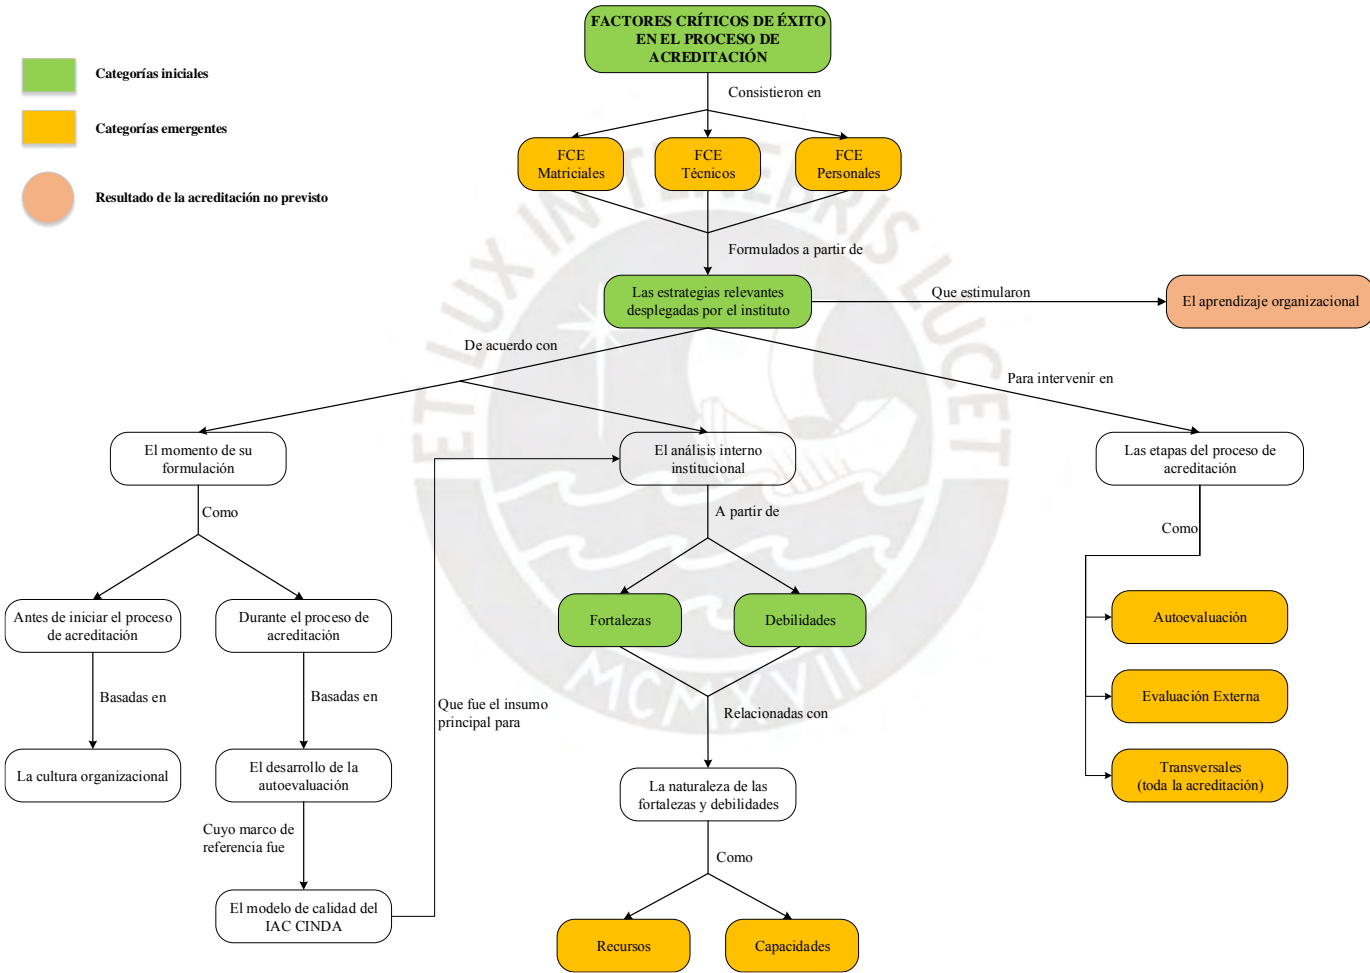 FACTORES CRÍTICOS DE ÉXITO
EN EL PROCESO DE
ACREDITACIÓN
Categorías iniciales
Categorías emergentes
Resultado de la acreditación no previsto
Consistieron en
FCE
Matriciales
FCE
Técnicos
FCE
Personales
Formulados a partir de
Las estrategias relevantes
desplegadas por el instituto
Que estimularon
El aprendizaje organizacional
De acuerdo con
Para intervenir en
El momento de su
formulación
El análisis interno
institucional
Las etapas del proceso de
acreditación
Como
A partir de
Como
Antes de iniciar el proceso
de acreditación
Durante el proceso de
acreditación
Fortalezas
Debilidades
Autoevaluación
Evaluación Externa
Transversales
(toda la acreditación)
Basadas en
Basadas en
Que fue el insumo
principal para
Relacionadas con
La cultura organizacional
El desarrollo de la
autoevaluación
La naturaleza de las
fortalezas y debilidades
Cuyo marco de
referencia fue
Como
El modelo de calidad del
IAC CINDA
Recursos
Capacidades
ET LUX IN TENEBRIS LUCET
MCMXVII